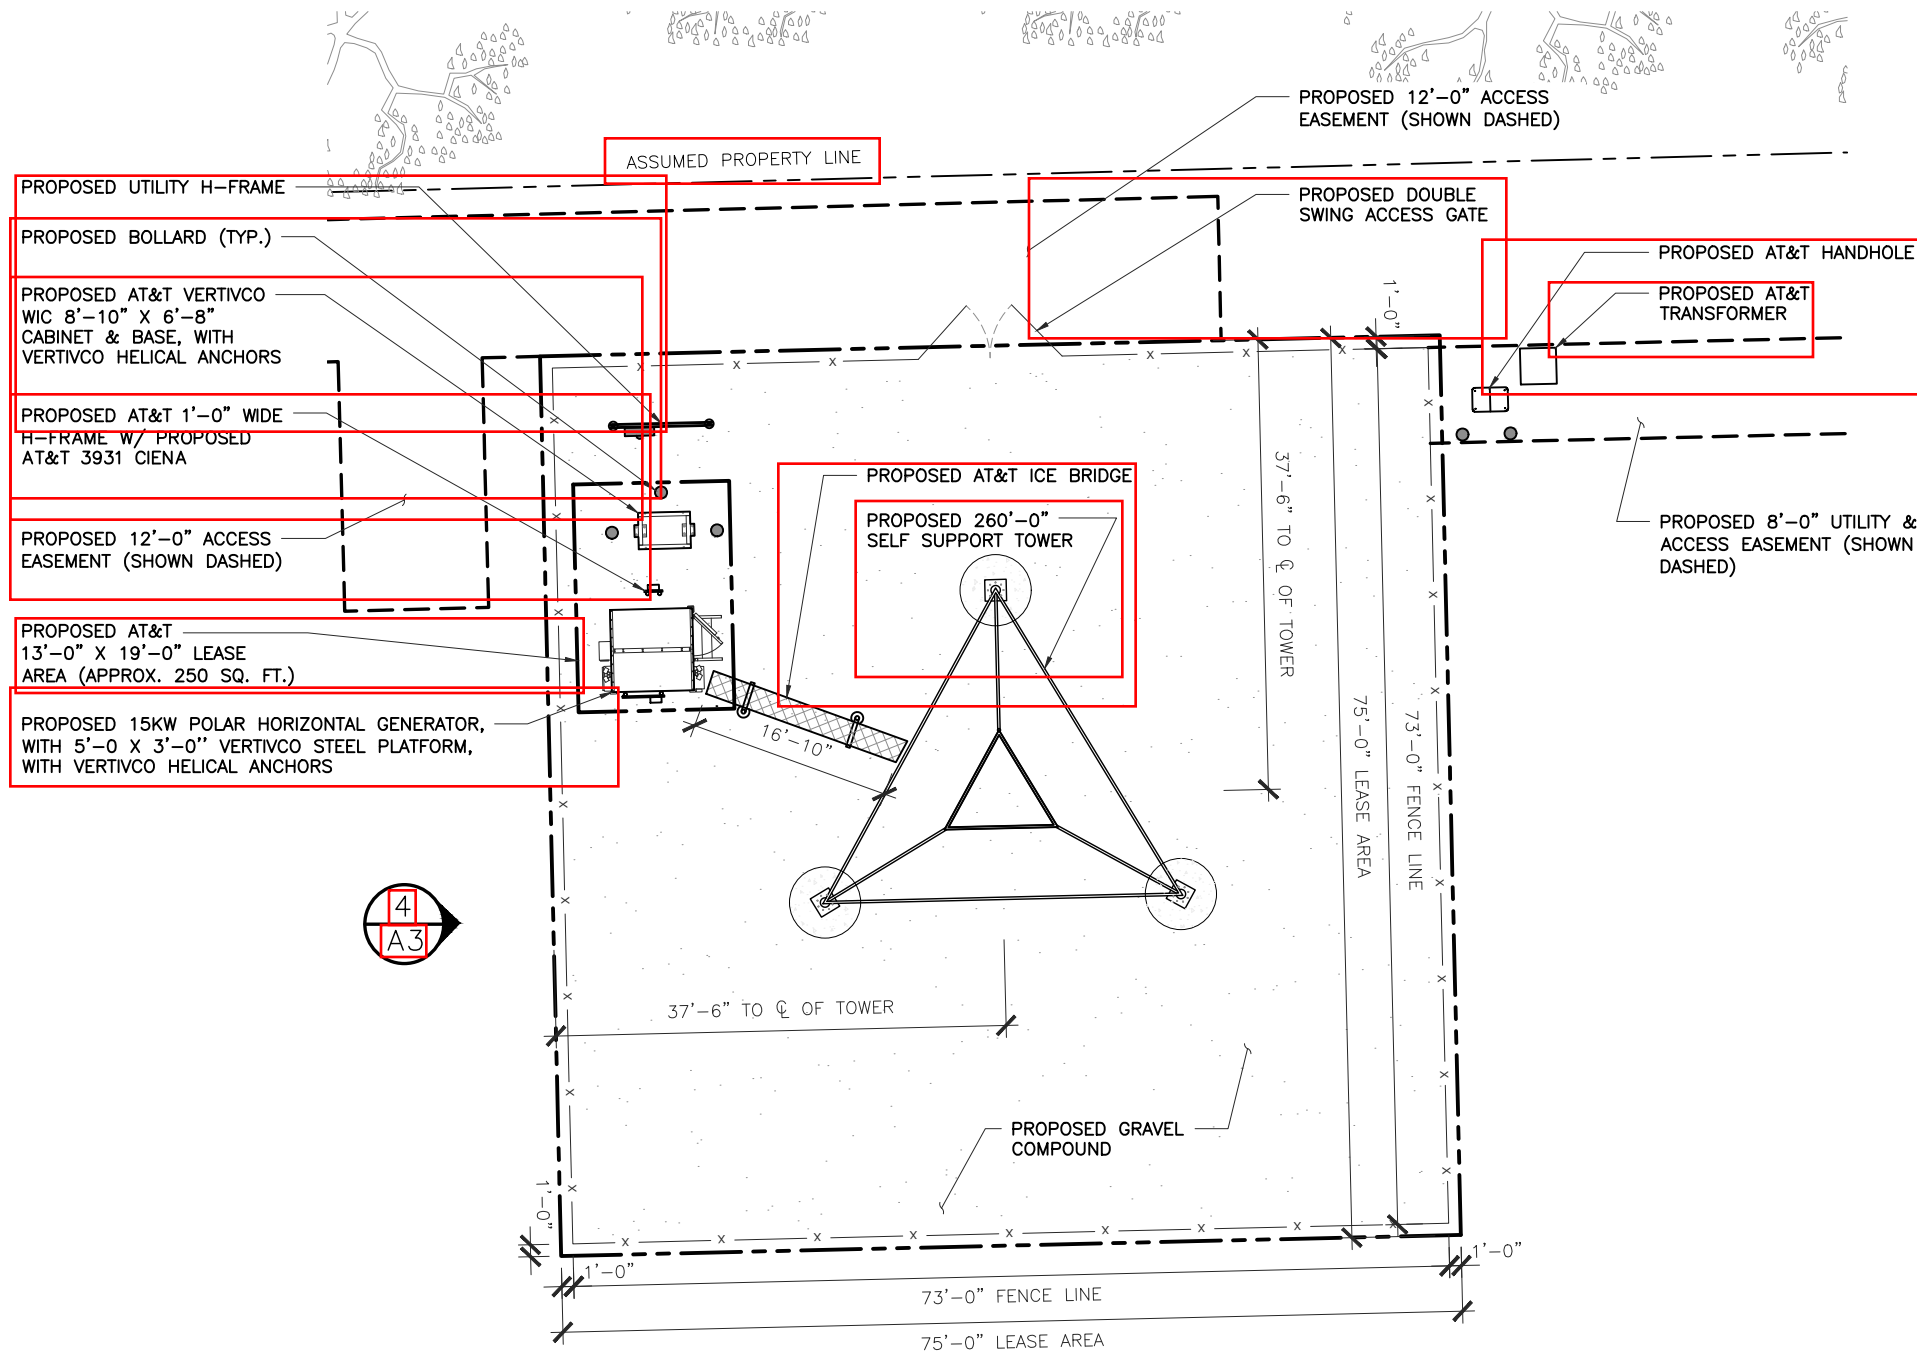 PROPOSED 12'-0" ACCESS
EASEMENT (SHOWN DASHED)
ASSUMED PROPERTY LINE
PROPOSED UTILITY H-FRAME
PROPOSED DOUBLE
SWING ACCESS GATE
PROPOSED BOLLARD (TYP.)
PROPOSED AT&T HANDHOLE
PROPOSED AT&T VERTIVCO
WIC 8'-10" X 6'-8"
CABINET & BASE, WITH
VERTIVCO HELICAL ANCHORS
PROPOSED AT&T
TRANSFORMER
1'-0"
PROPOSED AT&T 1'-0" WIDE
H-FRAME W/ PROPOSED
AT&T 3931 CIENA
PROPOSED AT&T ICE BRIDGE
PROPOSED 260'-0"
SELF SUPPORT TOWER
37'-6" TO ℄ OF TOWER
PROPOSED 8'-0" UTILITY &
ACCESS EASEMENT (SHOWN
DASHED)
PROPOSED 12'-0" ACCESS
EASEMENT (SHOWN DASHED)
PROPOSED AT&T
13'-0" X 19'-0" LEASE
AREA (APPROX. 250 SQ. FT.)
PROPOSED 15KW POLAR HORIZONTAL GENERATOR,
WITH 5'-0 X 3'-0'' VERTIVCO STEEL PLATFORM,
WITH VERTIVCO HELICAL ANCHORS
16'-10"
75'-0" LEASE AREA
73'-0" FENCE LINE
4
A3
37'-6" TO ℄ OF TOWER
PROPOSED GRAVEL
COMPOUND
1'-0"
1'-0"
1'-0"
73'-0" FENCE LINE
75'-0" LEASE AREA